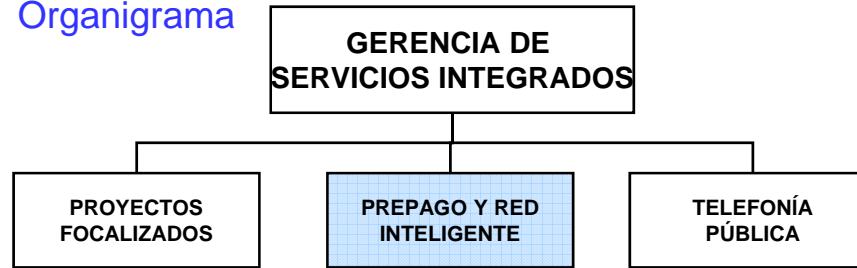 Organigrama
GERENCIA DE
SERVICIOS INTEGRADOS
PROYECTOS
FOCALIZADOS
PREPAGO Y RED
INTELIGENTE
TELEFONÍA
PÚBLICA